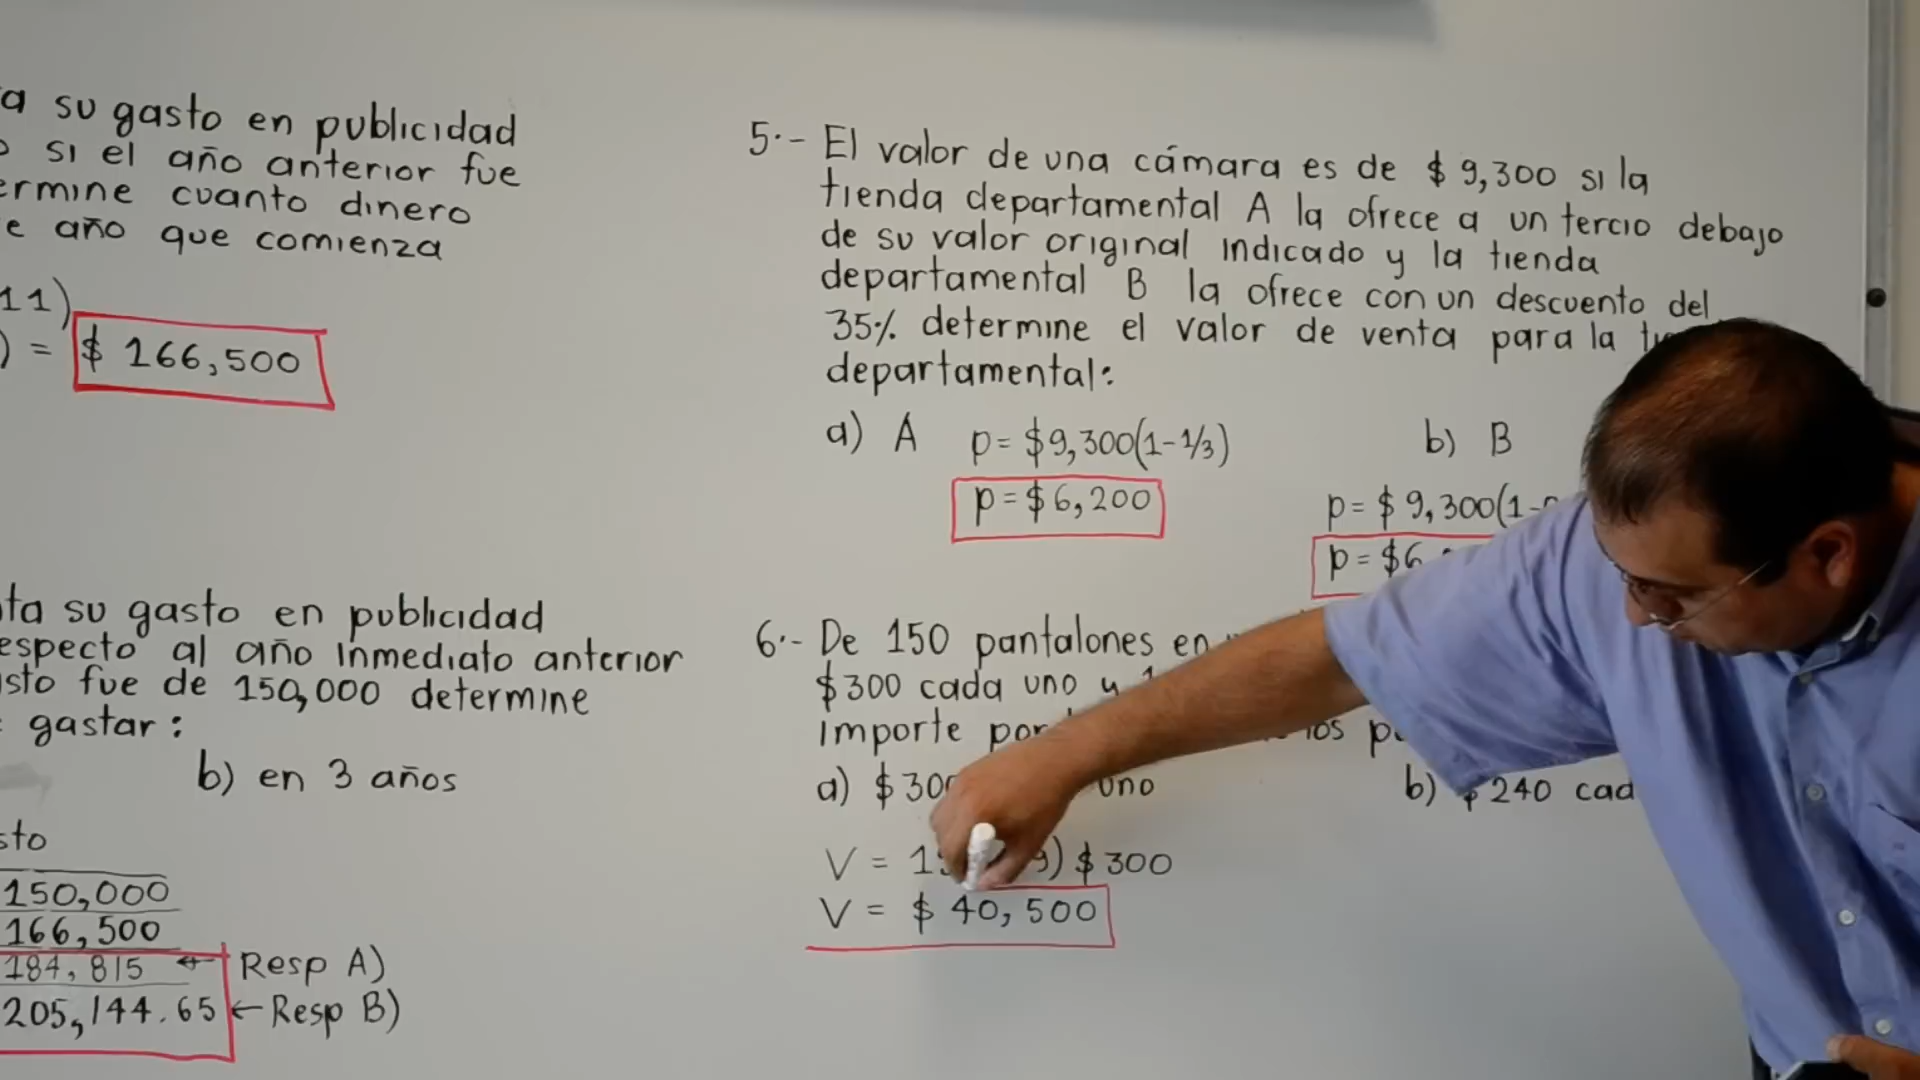 a su gasto en publicidad
si el año anterior fue
ermine cuanto dinero
e año que comienza
11)
) = $ 166,500
ta su gasto en publicidad
especto al año inmediato anterior
sto fue de 150,000 determine
gastar:
b) en 3 años
sto
150,000
166,500
184,815 ← Resp A)
205,144.65 ← Resp B)
5.- El valor de una cámara es de $ 9,300 si la
tienda departamental A la ofrece a un tercio debajo
de su valor original indicado y la tienda
departamental B la ofrece con un descuento del
35% determine el valor de venta para la
departamental:
a) A p= $9,300(1-1/3)
p=$6,200
b) B
p= $ 9,300(1-
p=$6
6.- De 150 pantalones en
$300 cada uno y
importe por los
a) $300 uno
V = $300
V = $ 40,500
b) $ 240 cad